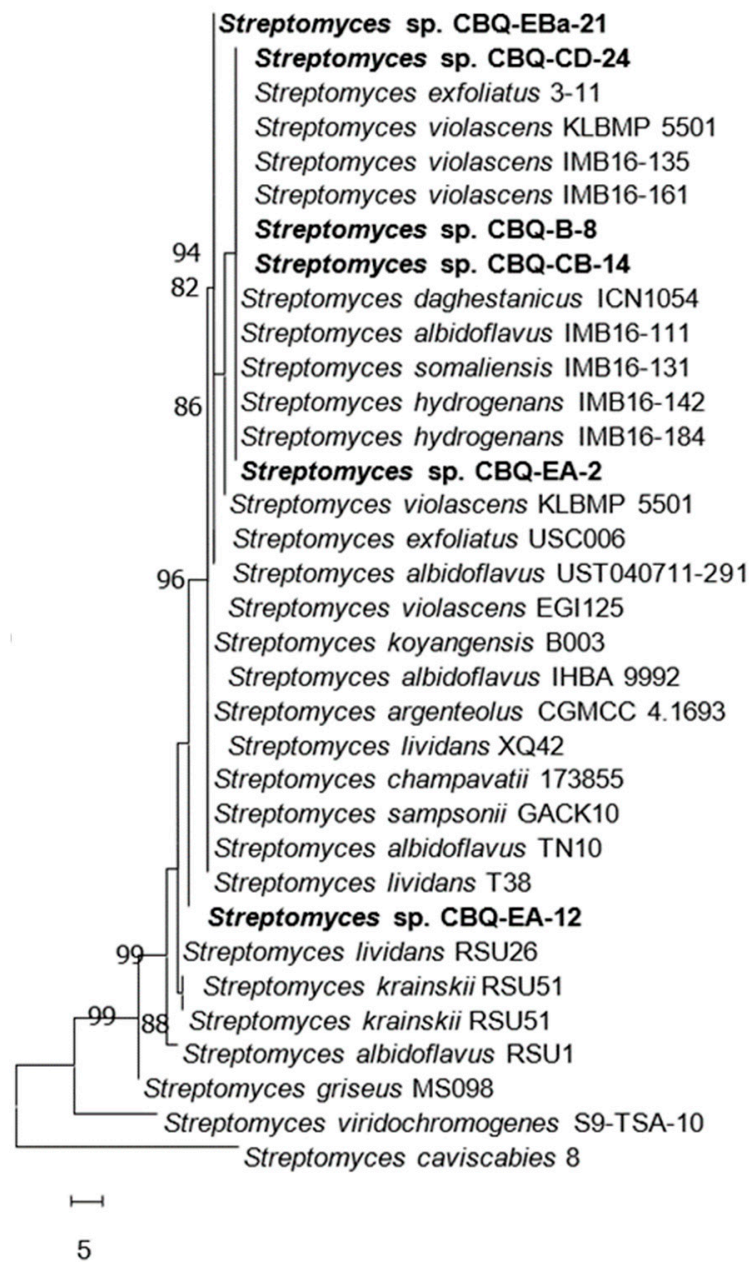 Streptomyces sp. CBQ-EBa-21
Streptomyces sp. CBQ-CD-24
Streptomyces exfoliatus 3-11
Streptomyces violascens KLBMP 5501
Streptomyces violascens IMB16-135
Streptomyces violascens IMB16-161
Streptomyces sp. CBQ-B-8
94
Streptomyces sp. CBQ-CB-14
82
Streptomyces daghestanicus ICN1054
Streptomyces albidoflavus IMB16-111
Streptomyces somaliensis IMB16-131
86
Streptomyces hydrogenans IMB16-142
Streptomyces hydrogenans IMB16-184
Streptomyces sp. CBQ-EA-2
Streptomyces violascens KLBMP 5501
Streptomyces exfoliatus USC006
96
Streptomyces albidoflavus UST040711-291
Streptomyces violascens EGI125
Streptomyces koyangensis B003
Streptomyces albidoflavus IHBA 9992
Streptomyces argenteolus CGMCC 4.1693
Streptomyces lividans XQ42
Streptomyces champavatii 173855
Streptomyces sampsonii GACK10
Streptomyces albidoflavus TN10
Streptomyces lividans T38
Streptomyces sp. CBQ-EA-12
99
Streptomyces lividans RSU26
Streptomyces krainskii RSU51
99
88
Streptomyces krainskii RSU51
Streptomyces albidoflavus RSU1
Streptomyces griseus MS098
Streptomyces viridochromogenes S9-TSA-10
Streptomyces caviscabies 8
5